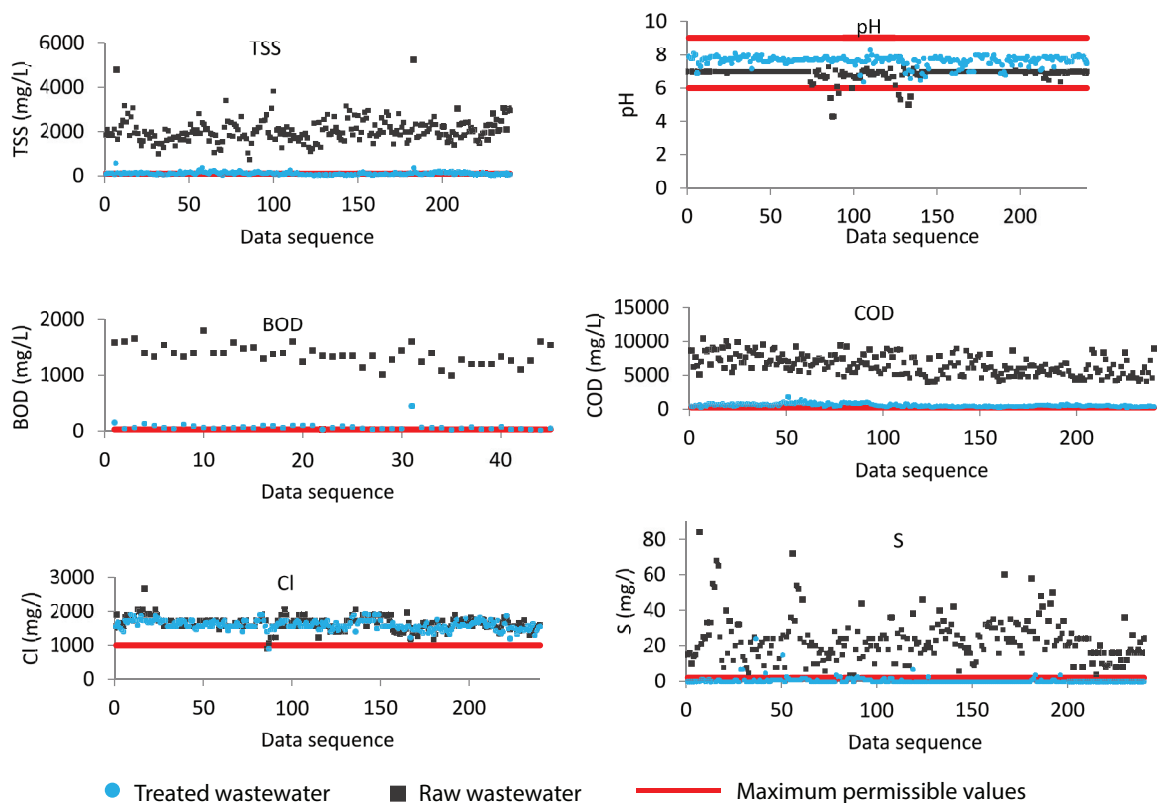 TSS
6000
4000
2000
0
0 50 100 150 200
TSS (mg/L)
Data sequence
pH
10
8
6
4
2
0
0 50 100 150 200
pH
Data sequence
BOD
2000
1000
0
10 20 30 40
BOD (mg/L)
Data sequence
COD
15000
10000
5000
0
0 50 100 150 200
COD (mg/L)
Data sequence
Cl
3000
2000
1000
0
0 50 100 150 200
Cl (mg/)
Data sequence
S
80
60
40
20
0
0 50 100 150 200
S (mg/)
Data sequence
Treated wastewater Raw wastewater Maximum permissible values